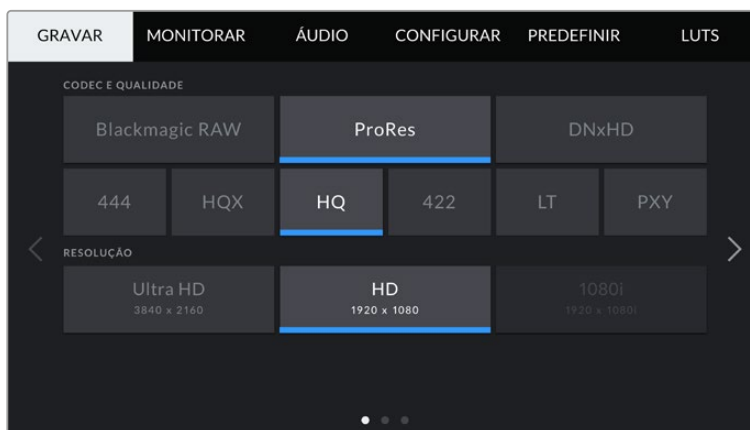 GRAVAR MONITORAR ÁUDIO CONFIGURAR PREDEFINIR LUTS
CODEC E QUALIDADE
Blackmagic RAW ProRes DNxHD
444 HQX HQ 422 LT PXY
RESOLUÇÃO
Ultra HD HD 1080i
3840 x 2160 1920 x 1080 1920 x 1080i